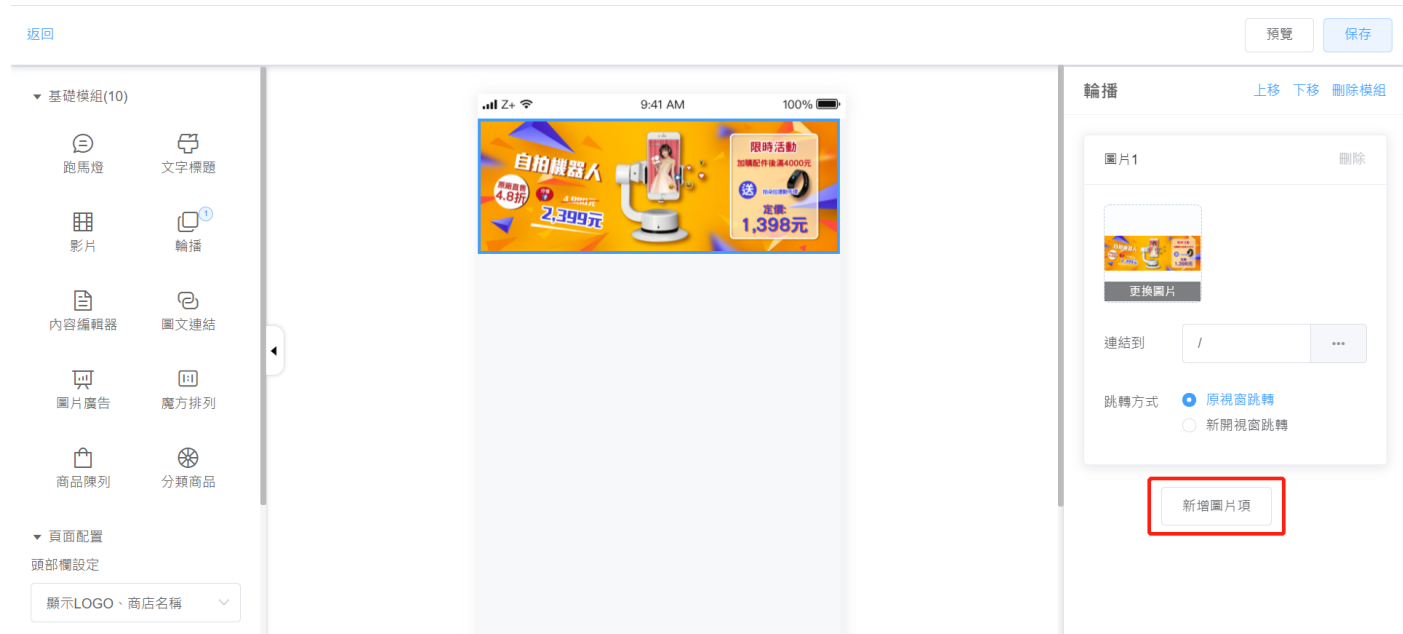 返回
預覽
保存
基礎模組(10)
跑馬燈
文字標題
影片
輪播
1
內容編輯器
圖文連結
圖片廣告
魔方排列
商品陳列
分類商品
頁面配置
頭部欄設定
顯示LOGO、商店名稱
Z+
9:41 AM
100%
自拍機器人
原廠直售
4.8折
2,399元
限時活動
加購配件後滿4000元
送
定價:
1,398元
輪播
上移 下移 刪除模組
圖片1
刪除
更換圖片
連結到
/
•••
跳轉方式
原視窗跳轉
新開視窗跳轉
新增圖片項